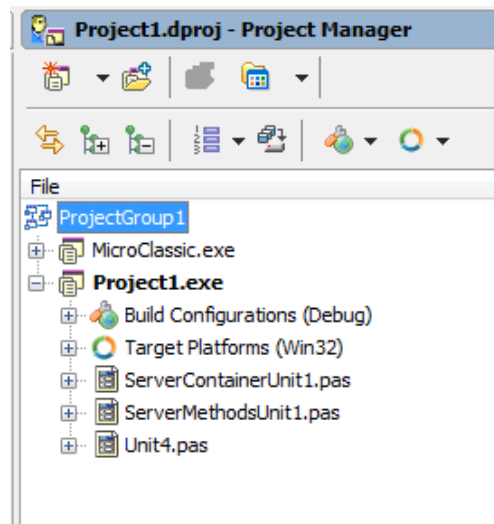 Project1.dproj - Project Manager
File
ProjectGroup1
MicroClassic.exe
Project1.exe
Build Configurations (Debug)
Target Platforms (Win32)
ServerContainerUnit1.pas
ServerMethodsUnit1.pas
Unit4.pas